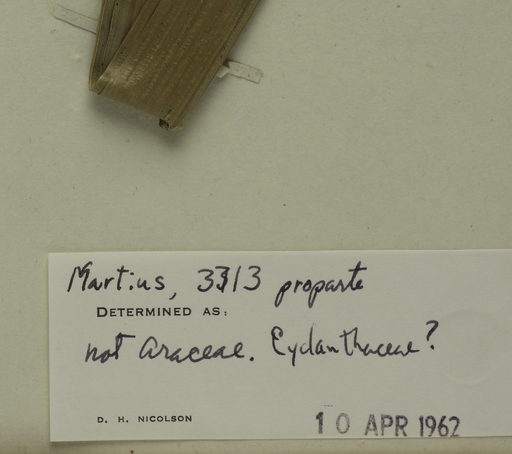 Martius, 3313 proparte
DETERMINED AS:
not Araceae. Cyclanthaceae?
D. H. NICOLSON
10 APR 1962